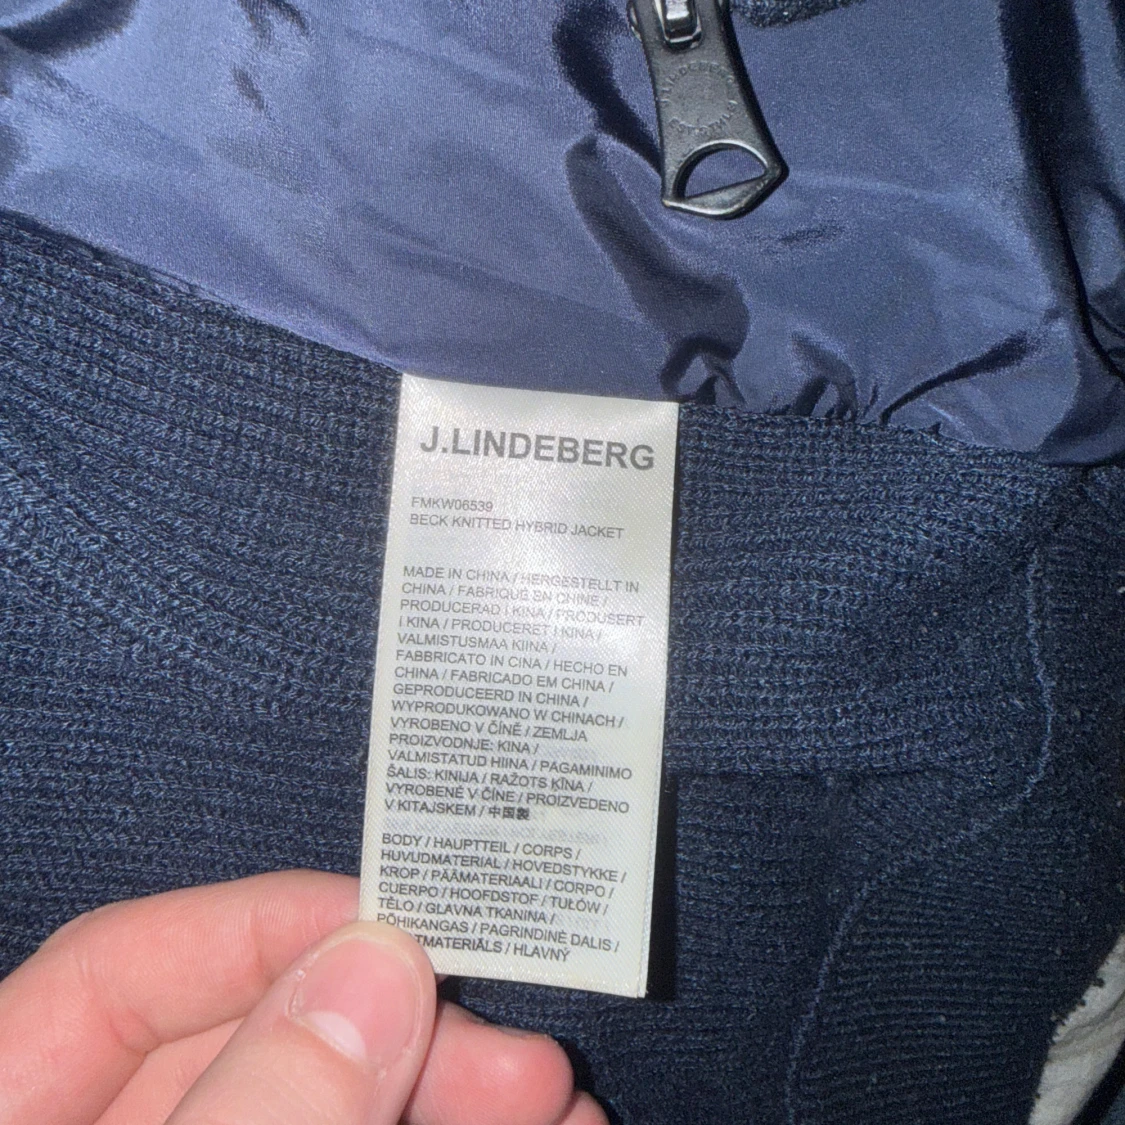 J.LINDEBERG
J.LINDEBERG
FMKW06539
BECK KNITTED HYBRID JACKET
MADE IN CHINA / HERGESTELLT IN
CHINA / FABRIQUÉ EN CHINE /
PRODUCERAD I KINA / PRODUSERT
I KINA / PRODUCERET I KINA /
VALMISTUSMAA KIINA /
FABBRICATO IN CINA / HECHO EN
CHINA / FABRICADO EM CHINA /
GEPRODUCEERD IN CHINA /
WYPRODUKOWANO W CHINACH /
VYROBENO V ČÍNĚ / ZEMLJA
PROIZVODNJE: KINA /
VALMISTATUD HIINA / PAGAMINIMO
ŠALIS: KINIJA / RAŽOTS KĪNA /
VYROBENÉ V ČÍNE / PROIZVEDENO
V KITAJSKEM / 中国製
BODY / HAUPTTEIL / CORPS /
HUVUDMATERIAL / HOVEDSTYKKE /
KROP / PÄÄMATERIAALI / CORPO /
CUERPO / HOOFDSTOF / TUŁÓW /
TĚLO / GLAVNA TKANINA /
PÕHIKANGAS / PAGRINDINĖ DALIS /
TMATERIĀLS / HLAVNÝ